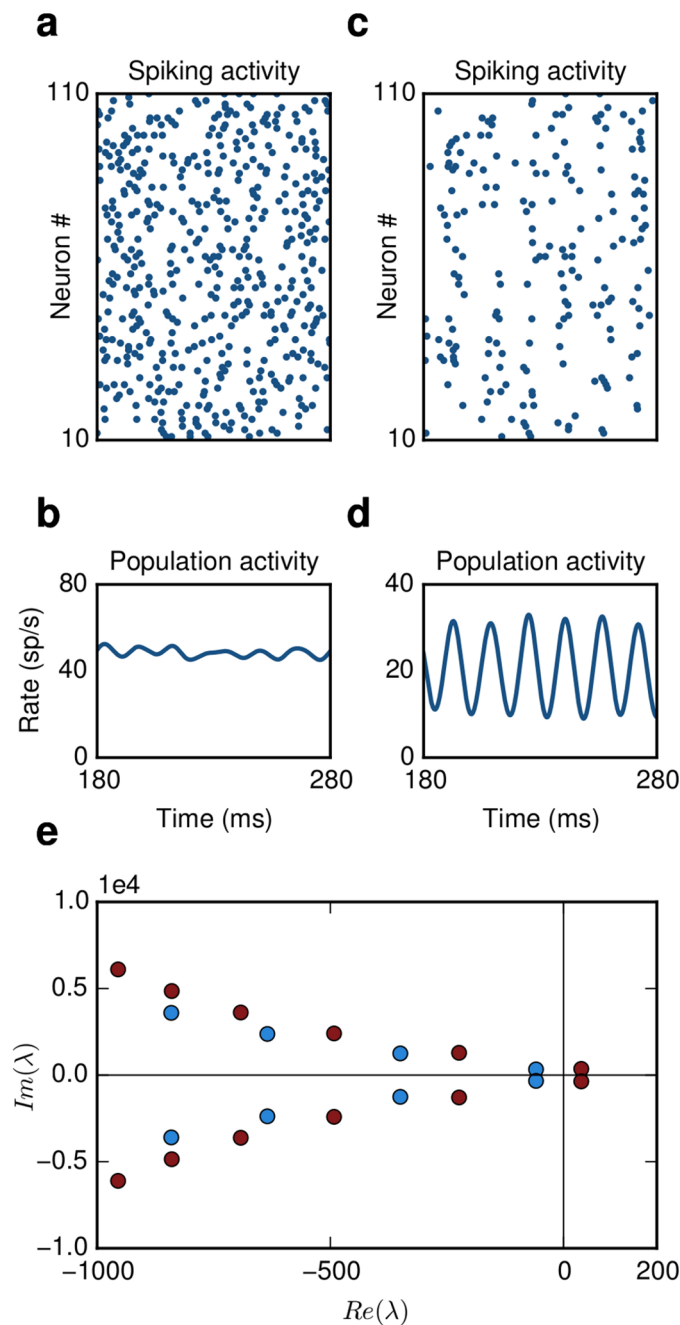 a
Spiking activity
110
Neuron #
10
c
Spiking activity
110
Neuron #
10
b
Population activity
80
40
0
Rate (sp/s)
180
280
Time (ms)
d
Population activity
40
20
0
180
280
Time (ms)
e
1e4
1.0
0.5
0.0
−0.5
−1.0
Im(λ)
−1000
−500
0
200
Re(λ)